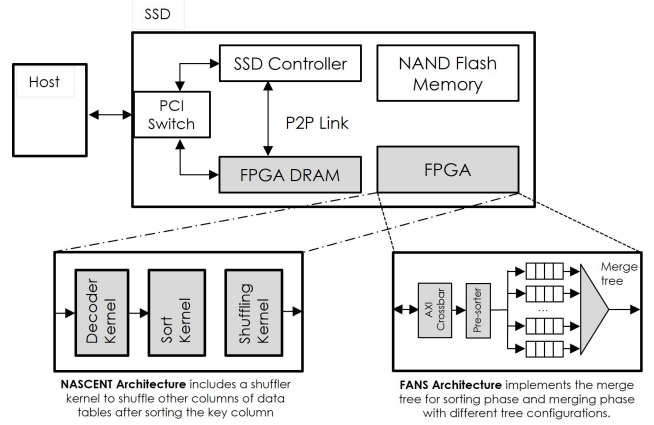 SSD
Host
SSD Controller
NAND Flash
Memory
PCI
Switch
P2P Link
FPGA DRAM
FPGA
Decoder
Kernel
Sort
Kernel
Shuffling
Kernel
AXI
Crossbar
Pre-sorter
...
Merge
tree
NASCENT Architecture includes a shuffler
kernel to shuffle other columns of data
tables after sorting the key column
FANS Architecture implements the merge
tree for sorting phase and merging phase
with different tree configurations.